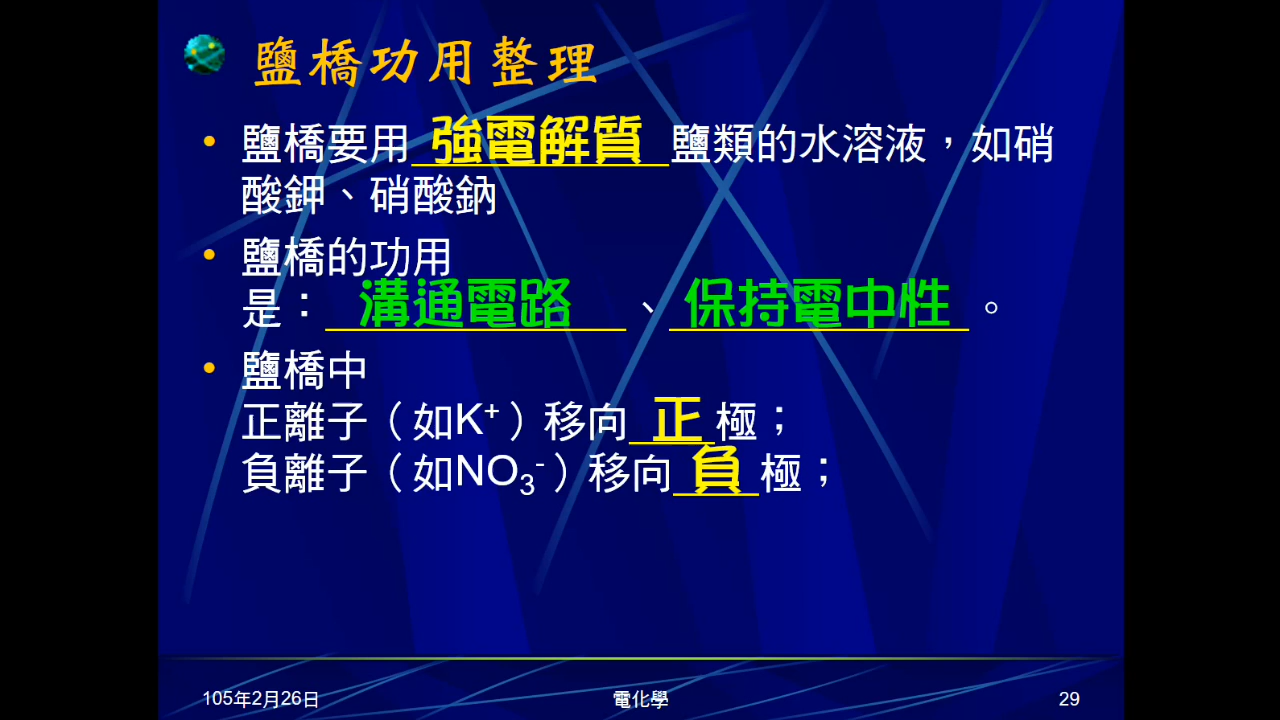 鹽橋功用整理
• 鹽橋要用強電解質鹽類的水溶液，如硝
酸鉀、硝酸鈉
• 鹽橋的功用
是：溝通電路、保持電中性。
• 鹽橋中
正離子（如K⁺）移向正極；
負離子（如NO₃⁻）移向負極；
105年2月26日
電化學
29